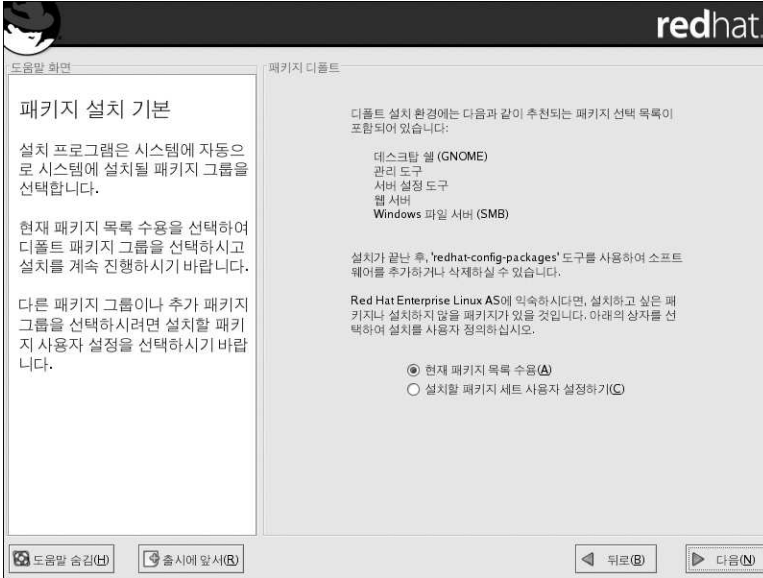 redhat.
도움말 화면
패키지 설치 기본
설치 프로그램은 시스템에 자동으
로 시스템에 설치될 패키지 그룹을
선택합니다.
현재 패키지 목록 수용을 선택하여
디폴트 패키지 그룹을 선택하시고
설치를 계속 진행하시기 바랍니다.
다른 패키지 그룹이나 추가 패키지
그룹을 선택하시려면 설치할 패키
지 사용자 설정을 선택하시기 바랍
니다.
패키지 디폴트
디폴트 설치 환경에는 다음과 같이 추천되는 패키지 선택 목록이
포함되어 있습니다:
데스크탑 쉘 (GNOME)
관리 도구
서버 설정 도구
웹 서버
Windows 파일 서버 (SMB)
설치가 끝난 후, 'redhat-config-packages' 도구를 사용하여 소프트
웨어를 추가하거나 삭제하실 수 있습니다.
Red Hat Enterprise Linux AS에 익숙하시다면, 설치하고 싶은 패
키지나 설치하지 않을 패키지가 있을 것입니다. 아래의 상자를 선
택하여 설치를 사용자 정의하십시오.
현재 패키지 목록 수용(A)
설치할 패키지 세트 사용자 설정하기(C)
도움말 숨김(H)
출시에 앞서(R)
뒤로(B)
다음(N)